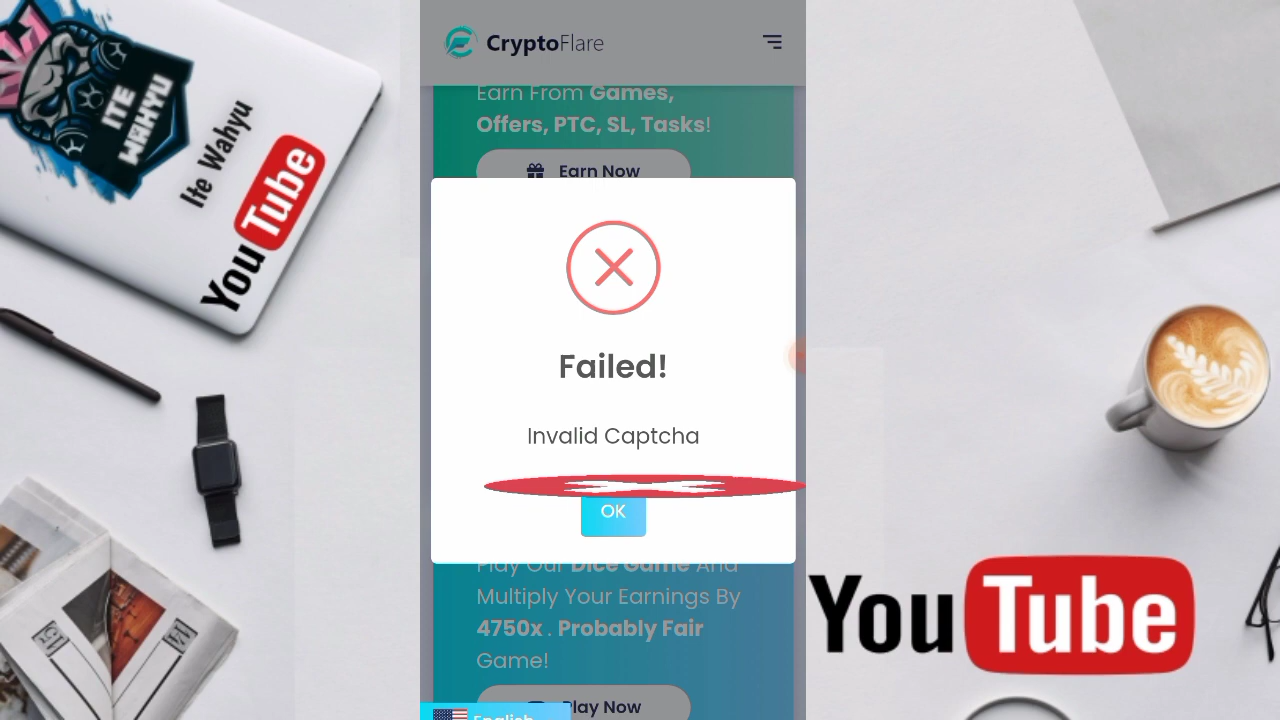 ITE
WAHYU
Ite Wahyu
YouTube
CryptoFlare
Earn From Games,
Offers, PTC, SL, Tasks!
Earn Now
Failed!
Invalid Captcha
OK
Play Our Dice Game And
Multiply Your Earnings By
4750x . Probably Fair
Game!
Play Now
English
YouTube